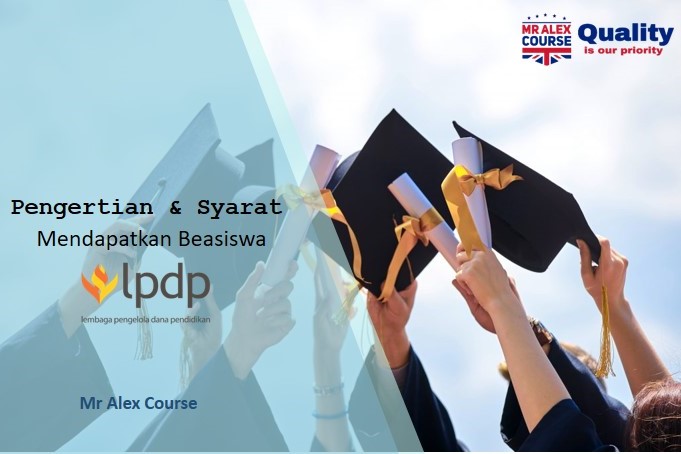 MR ALEX
COURSE
Quality
is our priority
Pengertian & Syarat
Mendapatkan Beasiswa
lpdp
lembaga pengelola dana pendidikan
Mr Alex Course